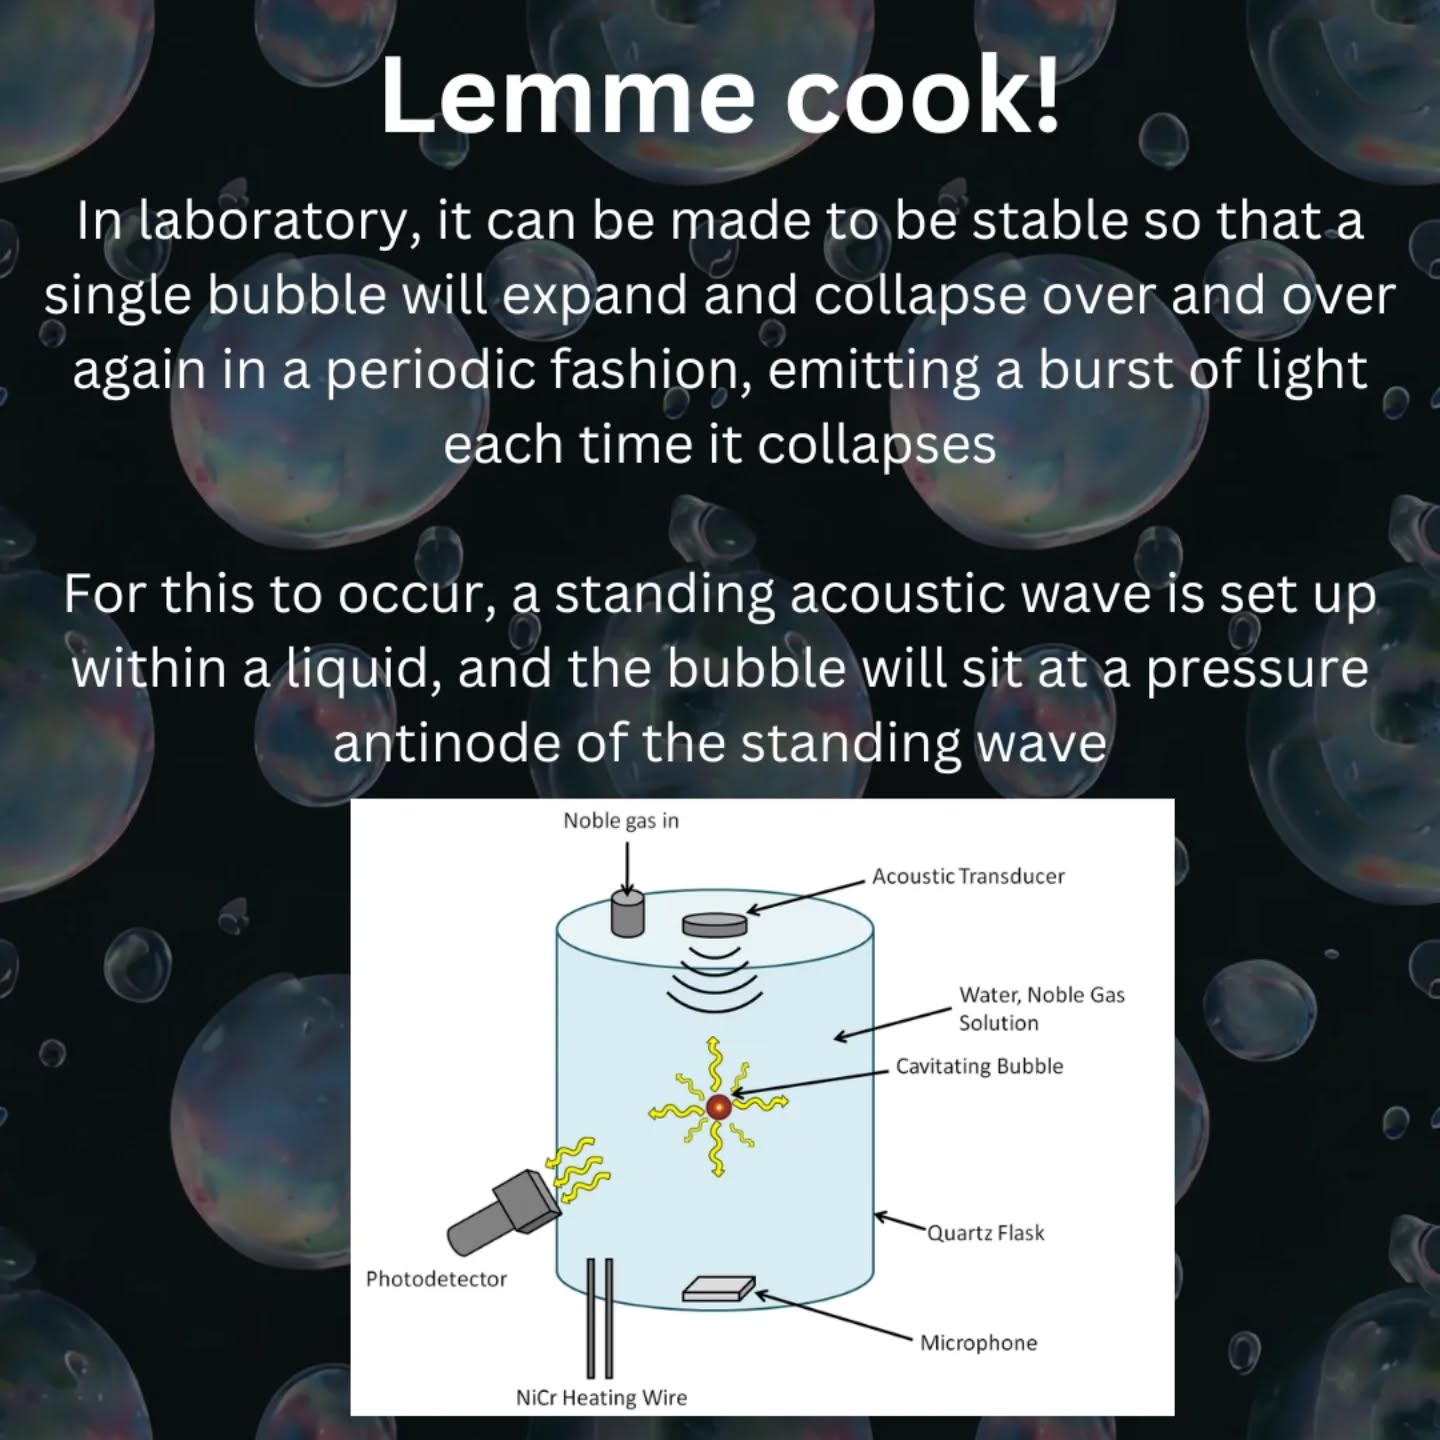 Lemme cook!
In laboratory, it can be made to be stable so that a
single bubble will expand and collapse over and over
again in a periodic fashion, emitting a burst of light
each time it collapses
For this to occur, a standing acoustic wave is set up
within a liquid, and the bubble will sit at a pressure
antinode of the standing wave
Noble gas in
Acoustic Transducer
Water, Noble Gas
Solution
Cavitating Bubble
Quartz Flask
Photodetector
Microphone
NiCr Heating Wire